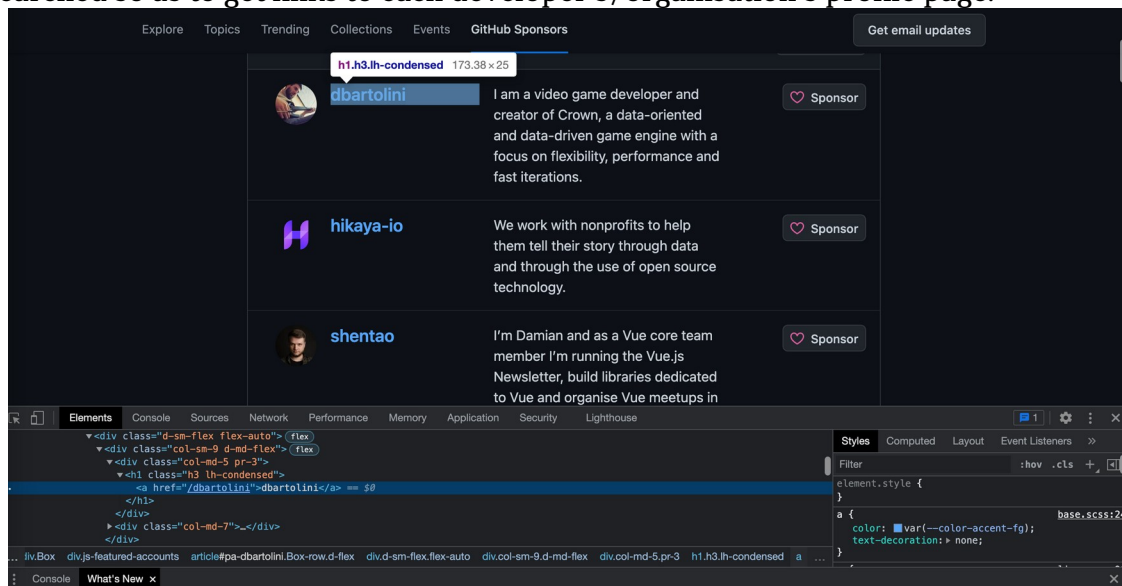 Explore Topics Trending Collections Events GitHub Sponsors Get email updates
h1.h3.lh-condensed 173.38 × 25
dbartolini
I am a video game developer and
creator of Crown, a data-oriented
and data-driven game engine with a
focus on flexibility, performance and
fast iterations.
Sponsor
hikaya-io
We work with nonprofits to help
them tell their story through data
and through the use of open source
technology.
Sponsor
shentao
I'm Damian and as a Vue core team
member I'm running the Vue.js
Newsletter, build libraries dedicated
to Vue and organise Vue meetups in
Sponsor
Elements Console Sources Network Performance Memory Application Security Lighthouse 1
▼<div class="d-sm-flex flex-auto"> flex
▼<div class="col-sm-9 d-md-flex"> flex
▼<div class="col-md-5 pr-3">
▼<h1 class="h3 lh-condensed">
<a href="/dbartolini">dbartolini</a> == $0
</h1>
</div>
▶<div class="col-md-7">…</div>
</div>
… div.Box div.js-featured-accounts article#pa-dbartolini.Box-row.d-flex div.d-sm-flex.flex-auto div.col-sm-9.d-md-flex div.col-md-5.pr-3 h1.h3.lh-condensed a …
Styles Computed Layout Event Listeners »
Filter :hov .cls +
element.style {
}
a { base.scss:24
color: var(--color-accent-fg);
text-decoration: ▶ none;
}
Console What's New ×